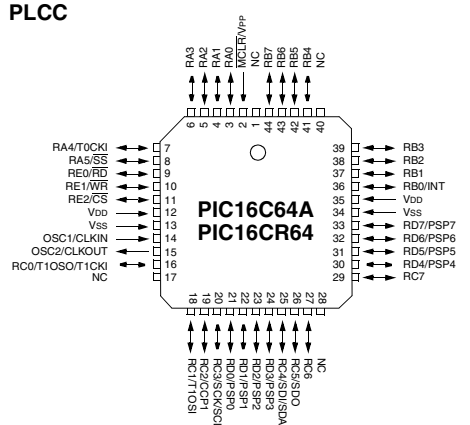 PLCC
RA3
RA2
RA1
RA0
MCLR/VPP
NC
RB7
RB6
RB5
RB4
NC
6
5
4
3
2
1
44
43
42
41
40
RA4/T0CKI 7
RA5/SS 8
RE0/RD 9
RE1/WR 10
RE2/CS 11
VDD 12
VSS 13
OSC1/CLKIN 14
OSC2/CLKOUT 15
RC0/T1OSO/T1CKI 16
NC 17
PIC16C64A
PIC16CR64
39 RB3
38 RB2
37 RB1
36 RB0/INT
35 VDD
34 VSS
33 RD7/PSP7
32 RD6/PSP6
31 RD5/PSP5
30 RD4/PSP4
29 RC7
18
19
20
21
22
23
24
25
26
27
28
RC1/T1OSI
RC2/CCP1
RC3/SCK/SCL
RD0/PSP0
RD1/PSP1
RD2/PSP2
RD3/PSP3
RC4/SDI/SDA
RC5/SDO
RC6
NC